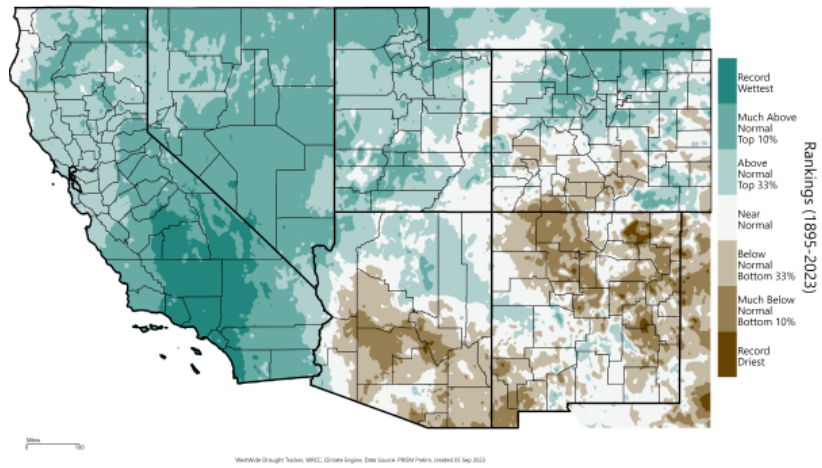 Record
Wettest
Much Above
Normal
Top 10%
Above
Normal
Top 33%
Near
Normal
Below
Normal
Bottom 33%
Much Below
Normal
Bottom 10%
Record
Driest
Rankings (1895-2023)
Miles
0 180
WestWide Drought Tracker, WRCC, Climate Engine, Data Source: PRISM Prelim, created 05 Sep 2023